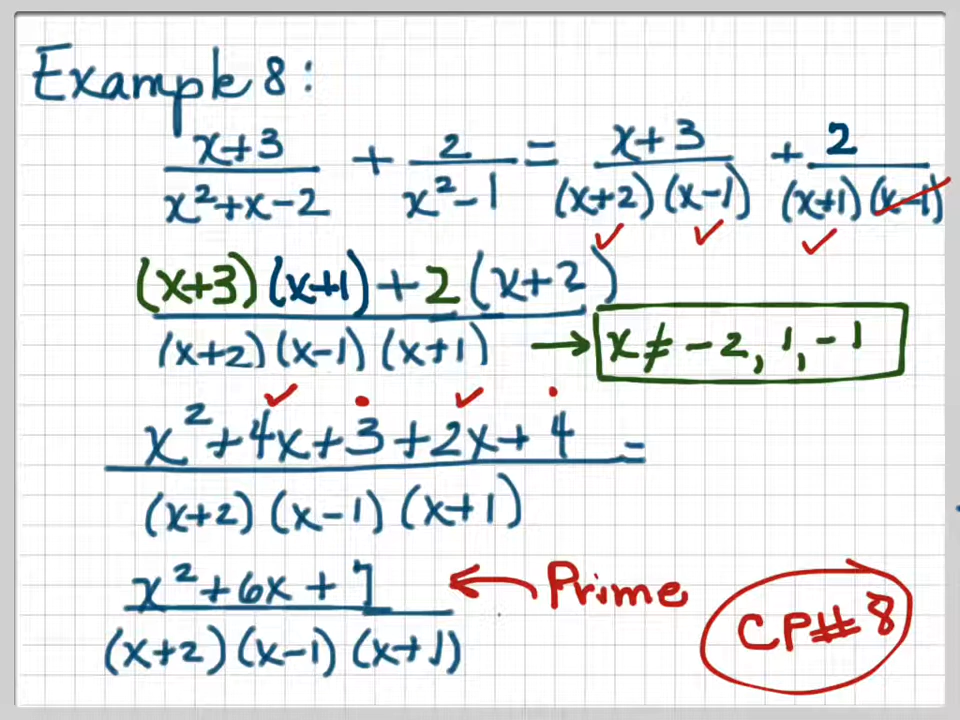 Example 8:
x+3 / x²+x-2 + 2 / x²-1 = x+3 / (x+2)(x-1) + 2 / (x+1)(x-1)
(x+3)(x+1)+2(x+2) / (x+2)(x-1)(x+1) → x≠-2,1,-1
x²+4x+3+2x+4 / (x+2)(x-1)(x+1) =
x²+6x+7 / (x+2)(x-1)(x+1) ← Prime
CP#8